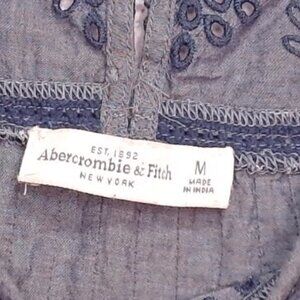 EST. 1892
Abercrombie & Fitch
NEW YORK
M
MADE
IN INDIA